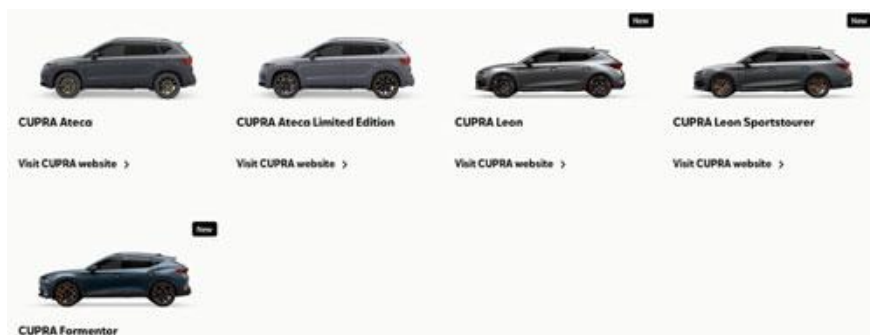 New
New
CUPRA Ateca
CUPRA Ateca Limited Edition
CUPRA Leon
CUPRA Leon Sportstourer
Visit CUPRA website >
Visit CUPRA website >
Visit CUPRA website >
Visit CUPRA website >
New
CUPRA Formentor